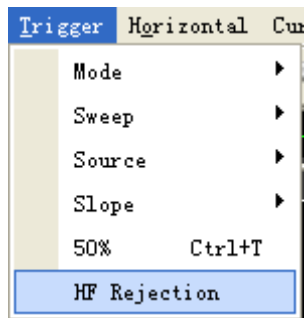 Trigger Horizontal Cur
Mode
Sweep
Source
Slope
50% Ctrl+T
HF Rejection